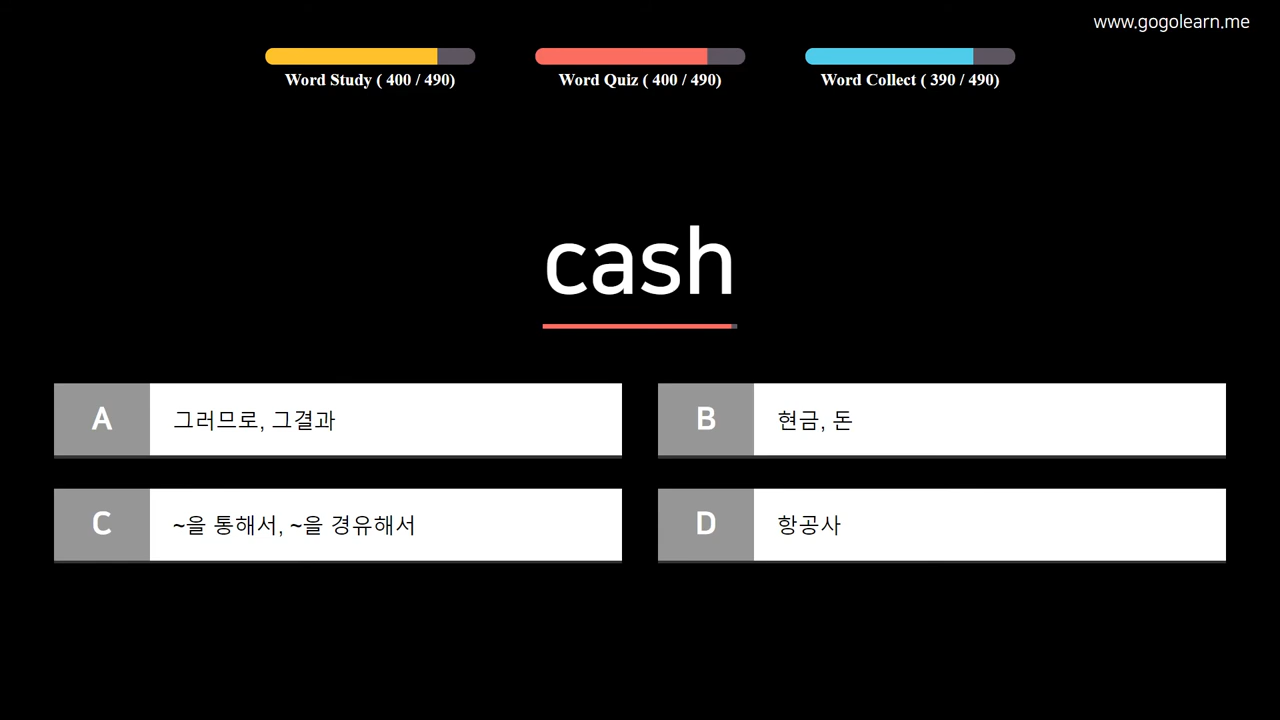 www.gogolearn.me
Word Study ( 400 / 490)
Word Quiz ( 400 / 490)
Word Collect ( 390 / 490)
cash
A
그러므로, 그결과
B
현금, 돈
C
~을 통해서, ~을 경유해서
D
항공사